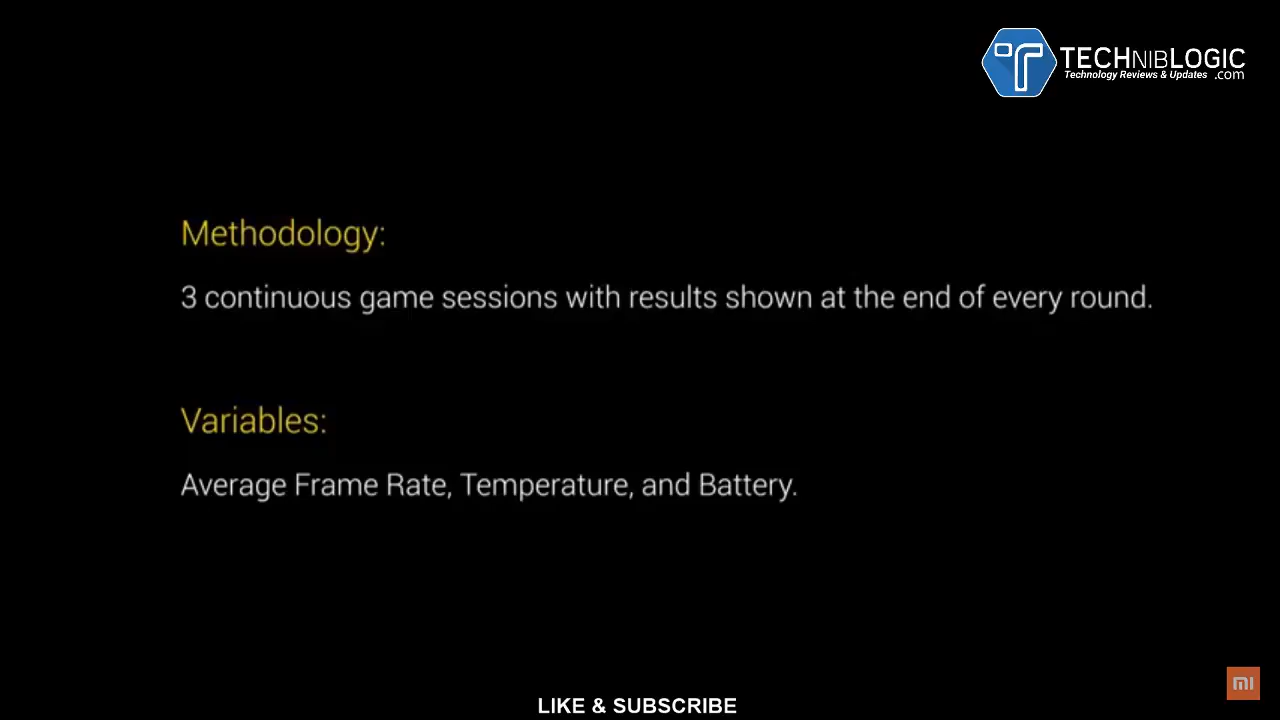 TECHNIBLOGIC
Technology Reviews & Updates .com
Methodology:
3 continuous game sessions with results shown at the end of every round.
Variables:
Average Frame Rate, Temperature, and Battery.
MI
LIKE & SUBSCRIBE